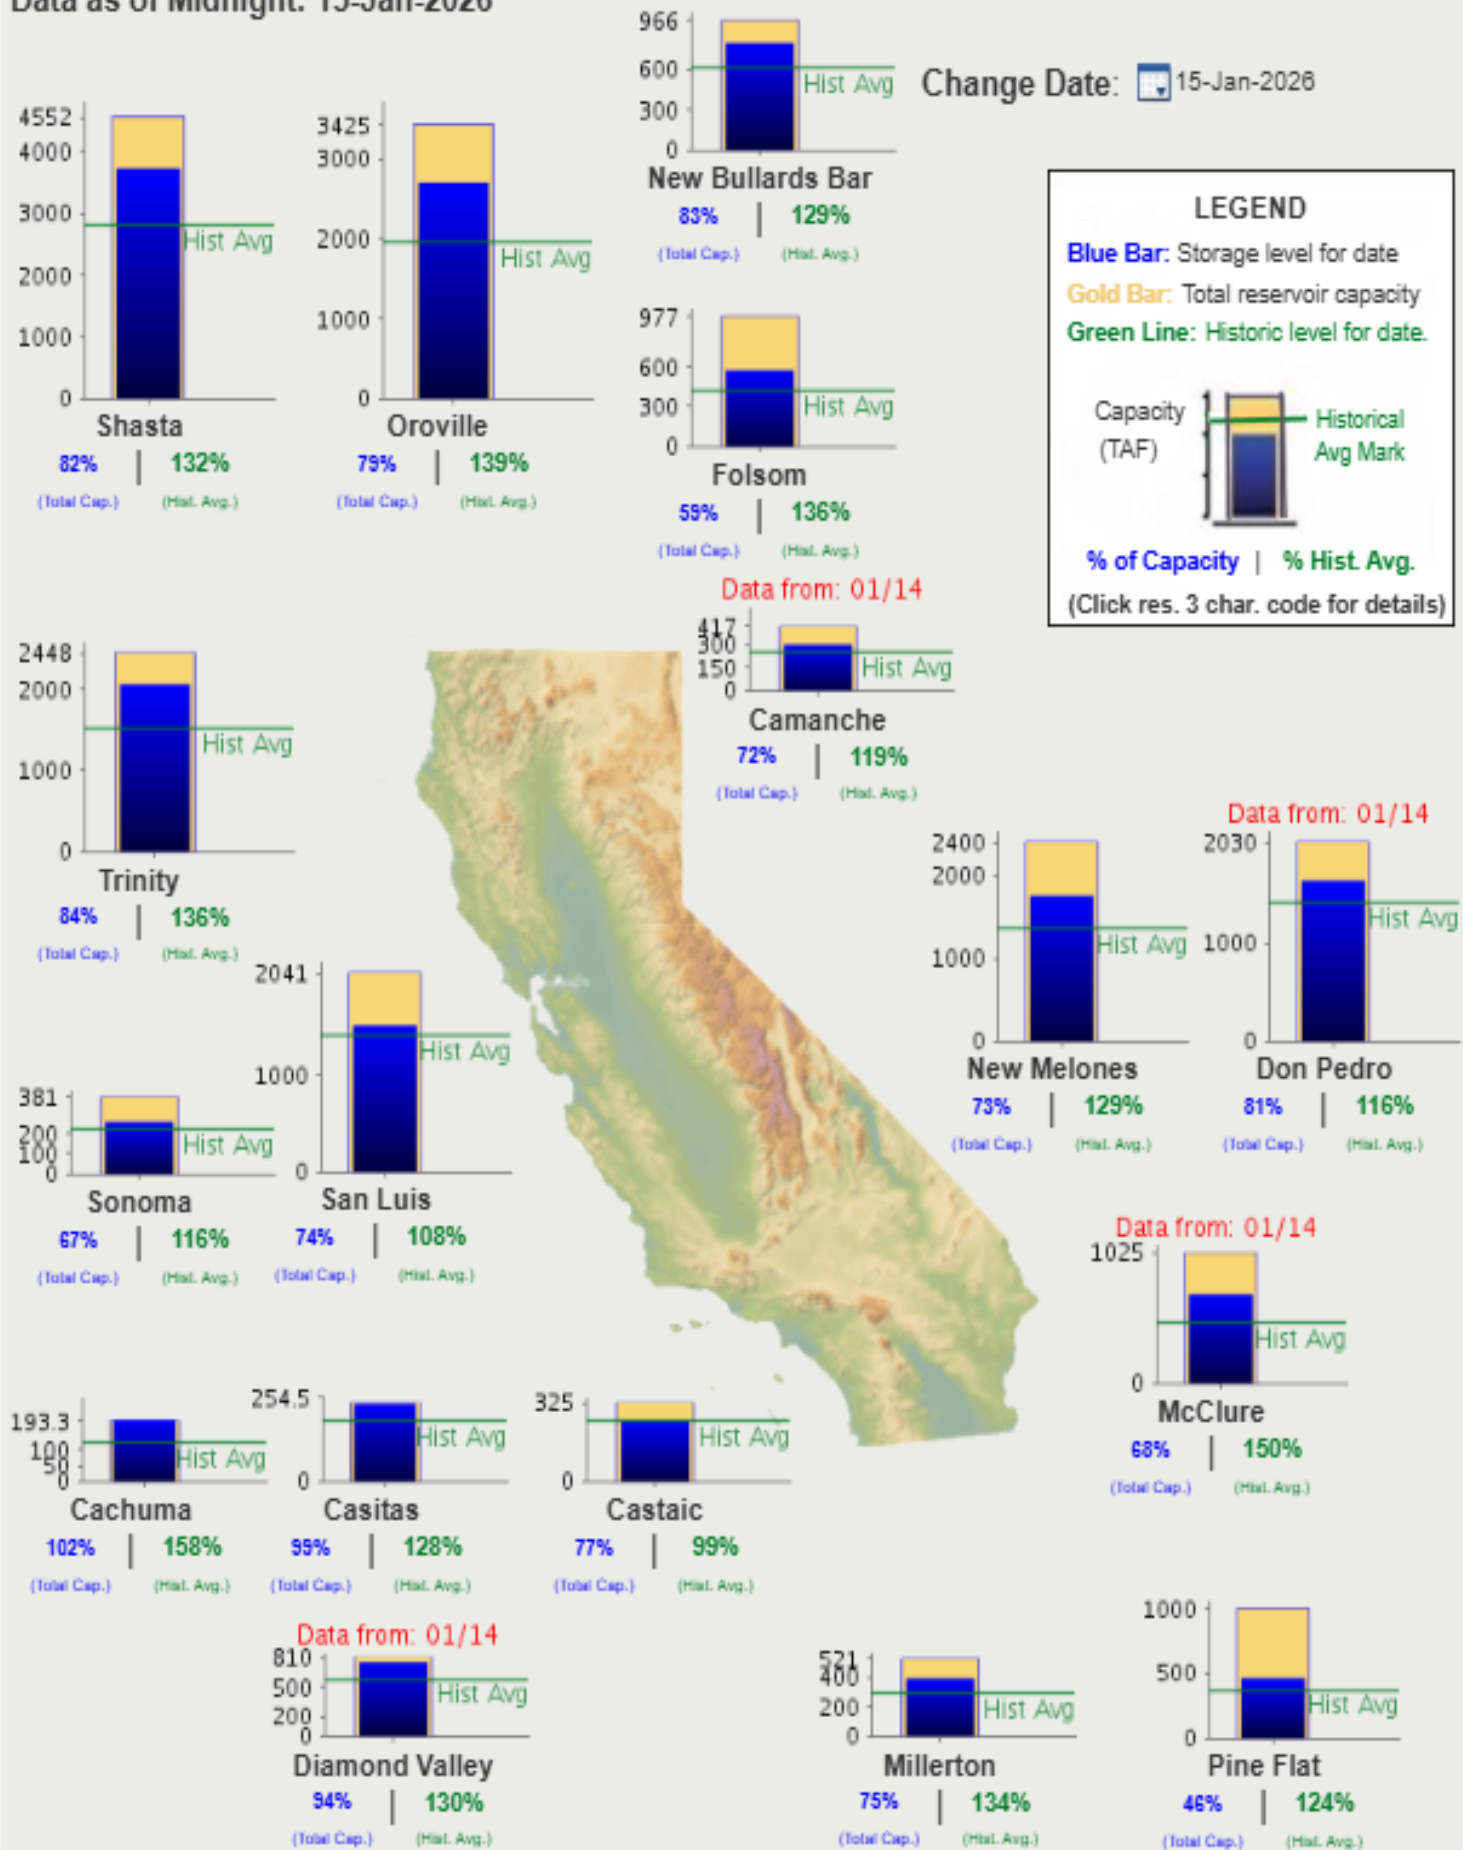 Data as of Midnight: 15-Jan-2026
966
600
300
0
Hist Avg
New Bullards Bar
83% | 129%
(Total Cap.) (Hist. Avg.)
Change Date: 15-Jan-2026
4552
4000
3000
2000
1000
0
Hist Avg
Shasta
82% | 132%
(Total Cap.) (Hist. Avg.)
3425
3000
2000
1000
0
Hist Avg
Oroville
79% | 139%
(Total Cap.) (Hist. Avg.)
977
600
300
0
Hist Avg
Folsom
59% | 136%
(Total Cap.) (Hist. Avg.)
LEGEND
Blue Bar: Storage level for date
Gold Bar: Total reservoir capacity
Green Line: Historic level for date.
Capacity
(TAF)
Historical
Avg Mark
% of Capacity | % Hist. Avg.
(Click res. 3 char. code for details)
Data from: 01/14
417
300
150
0
Hist Avg
Camanche
72% | 119%
(Total Cap.) (Hist. Avg.)
2448
2000
1000
0
Hist Avg
Trinity
84% | 136%
(Total Cap.) (Hist. Avg.)
2400
2000
1000
0
Hist Avg
New Melones
73% | 129%
(Total Cap.) (Hist. Avg.)
Data from: 01/14
2030
1000
0
Hist Avg
Don Pedro
81% | 116%
(Total Cap.) (Hist. Avg.)
381
200
100
0
Hist Avg
Sonoma
67% | 116%
(Total Cap.) (Hist. Avg.)
2041
1000
0
Hist Avg
San Luis
74% | 108%
(Total Cap.) (Hist. Avg.)
Data from: 01/14
1025
0
Hist Avg
McClure
68% | 150%
(Total Cap.) (Hist. Avg.)
193.3
100
50
0
Hist Avg
Cachuma
102% | 158%
(Total Cap.) (Hist. Avg.)
254.5
0
Hist Avg
Casitas
99% | 128%
(Total Cap.) (Hist. Avg.)
325
0
Hist Avg
Castaic
77% | 99%
(Total Cap.) (Hist. Avg.)
Data from: 01/14
810
500
200
0
Hist Avg
Diamond Valley
94% | 130%
(Total Cap.) (Hist. Avg.)
521
400
200
0
Hist Avg
Millerton
75% | 134%
(Total Cap.) (Hist. Avg.)
1000
500
0
Hist Avg
Pine Flat
46% | 124%
(Total Cap.) (Hist. Avg.)